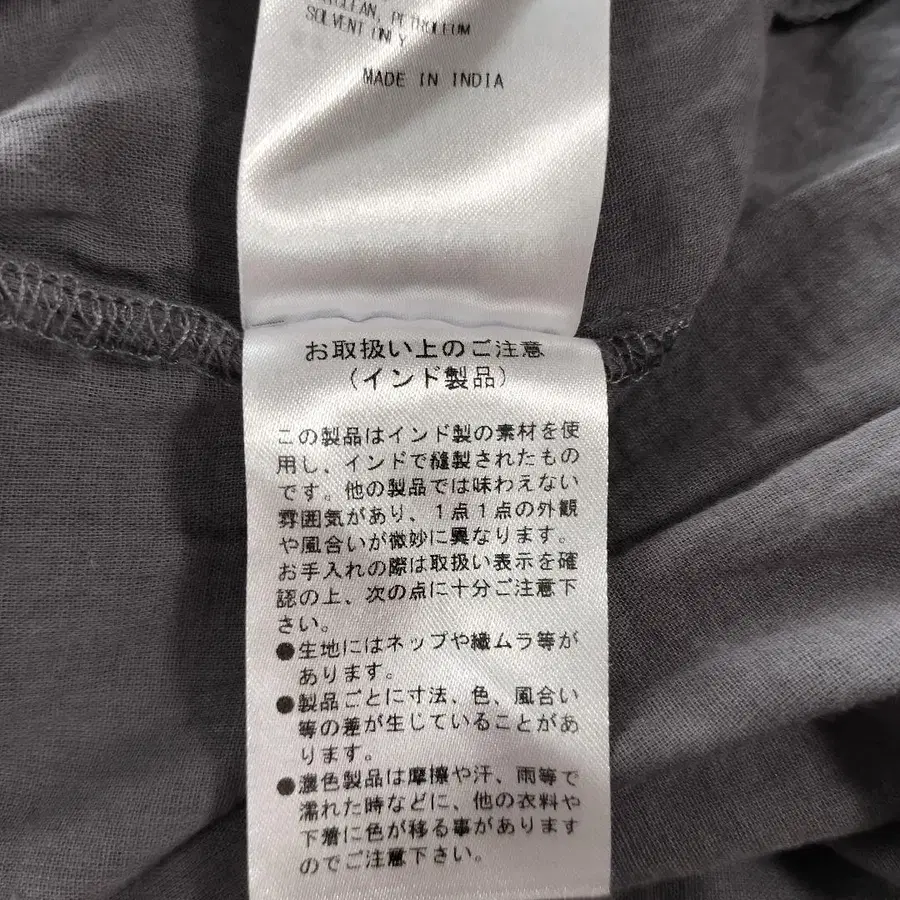 CLEAN, PETROLEUM
SOLVENT ONLY
MADE IN INDIA
お取扱い上のご注意
（インド製品）
この製品はインド製の素材を使
用し、インドで縫製されたもの
です。他の製品では味わえない
雰囲気があり、１点１点の外観
や風合いが微妙に異なります。
お手入れの際は取扱い表示を確
認の上、次の点に十分ご注意下
さい。
●生地にはネップや織ムラ等が
あります。
●製品ごとに寸法、色、風合い
等の差が生じていることがあ
ります。
●濃色製品は摩擦や汗、雨等で
濡れた時などに、他の衣料や
下着に色が移る事があります
のでご注意下さい。